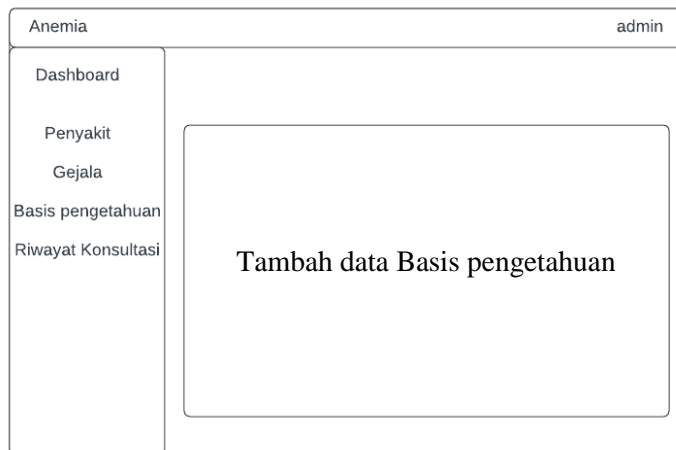 Anemia admin
Dashboard
Penyakit
Gejala
Basis pengetahuan
Riwayat Konsultasi
Tambah data Basis pengetahuan